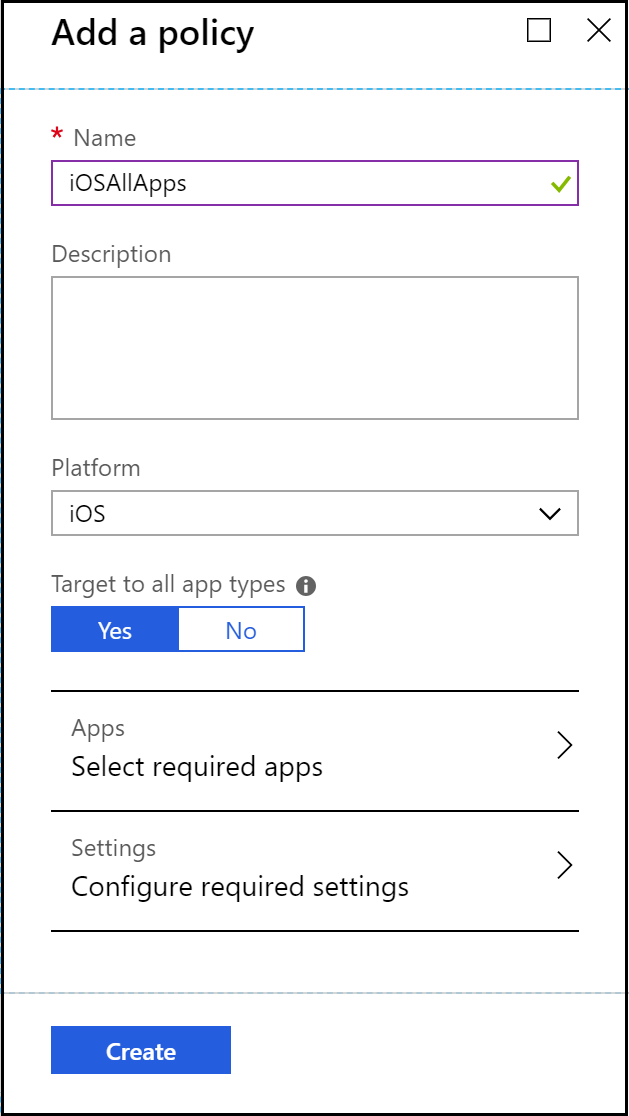 Add a policy
* Name
iOSAllApps
Description
Platform
iOS
Target to all app types
Yes No
Apps
Select required apps
Settings
Configure required settings
Create